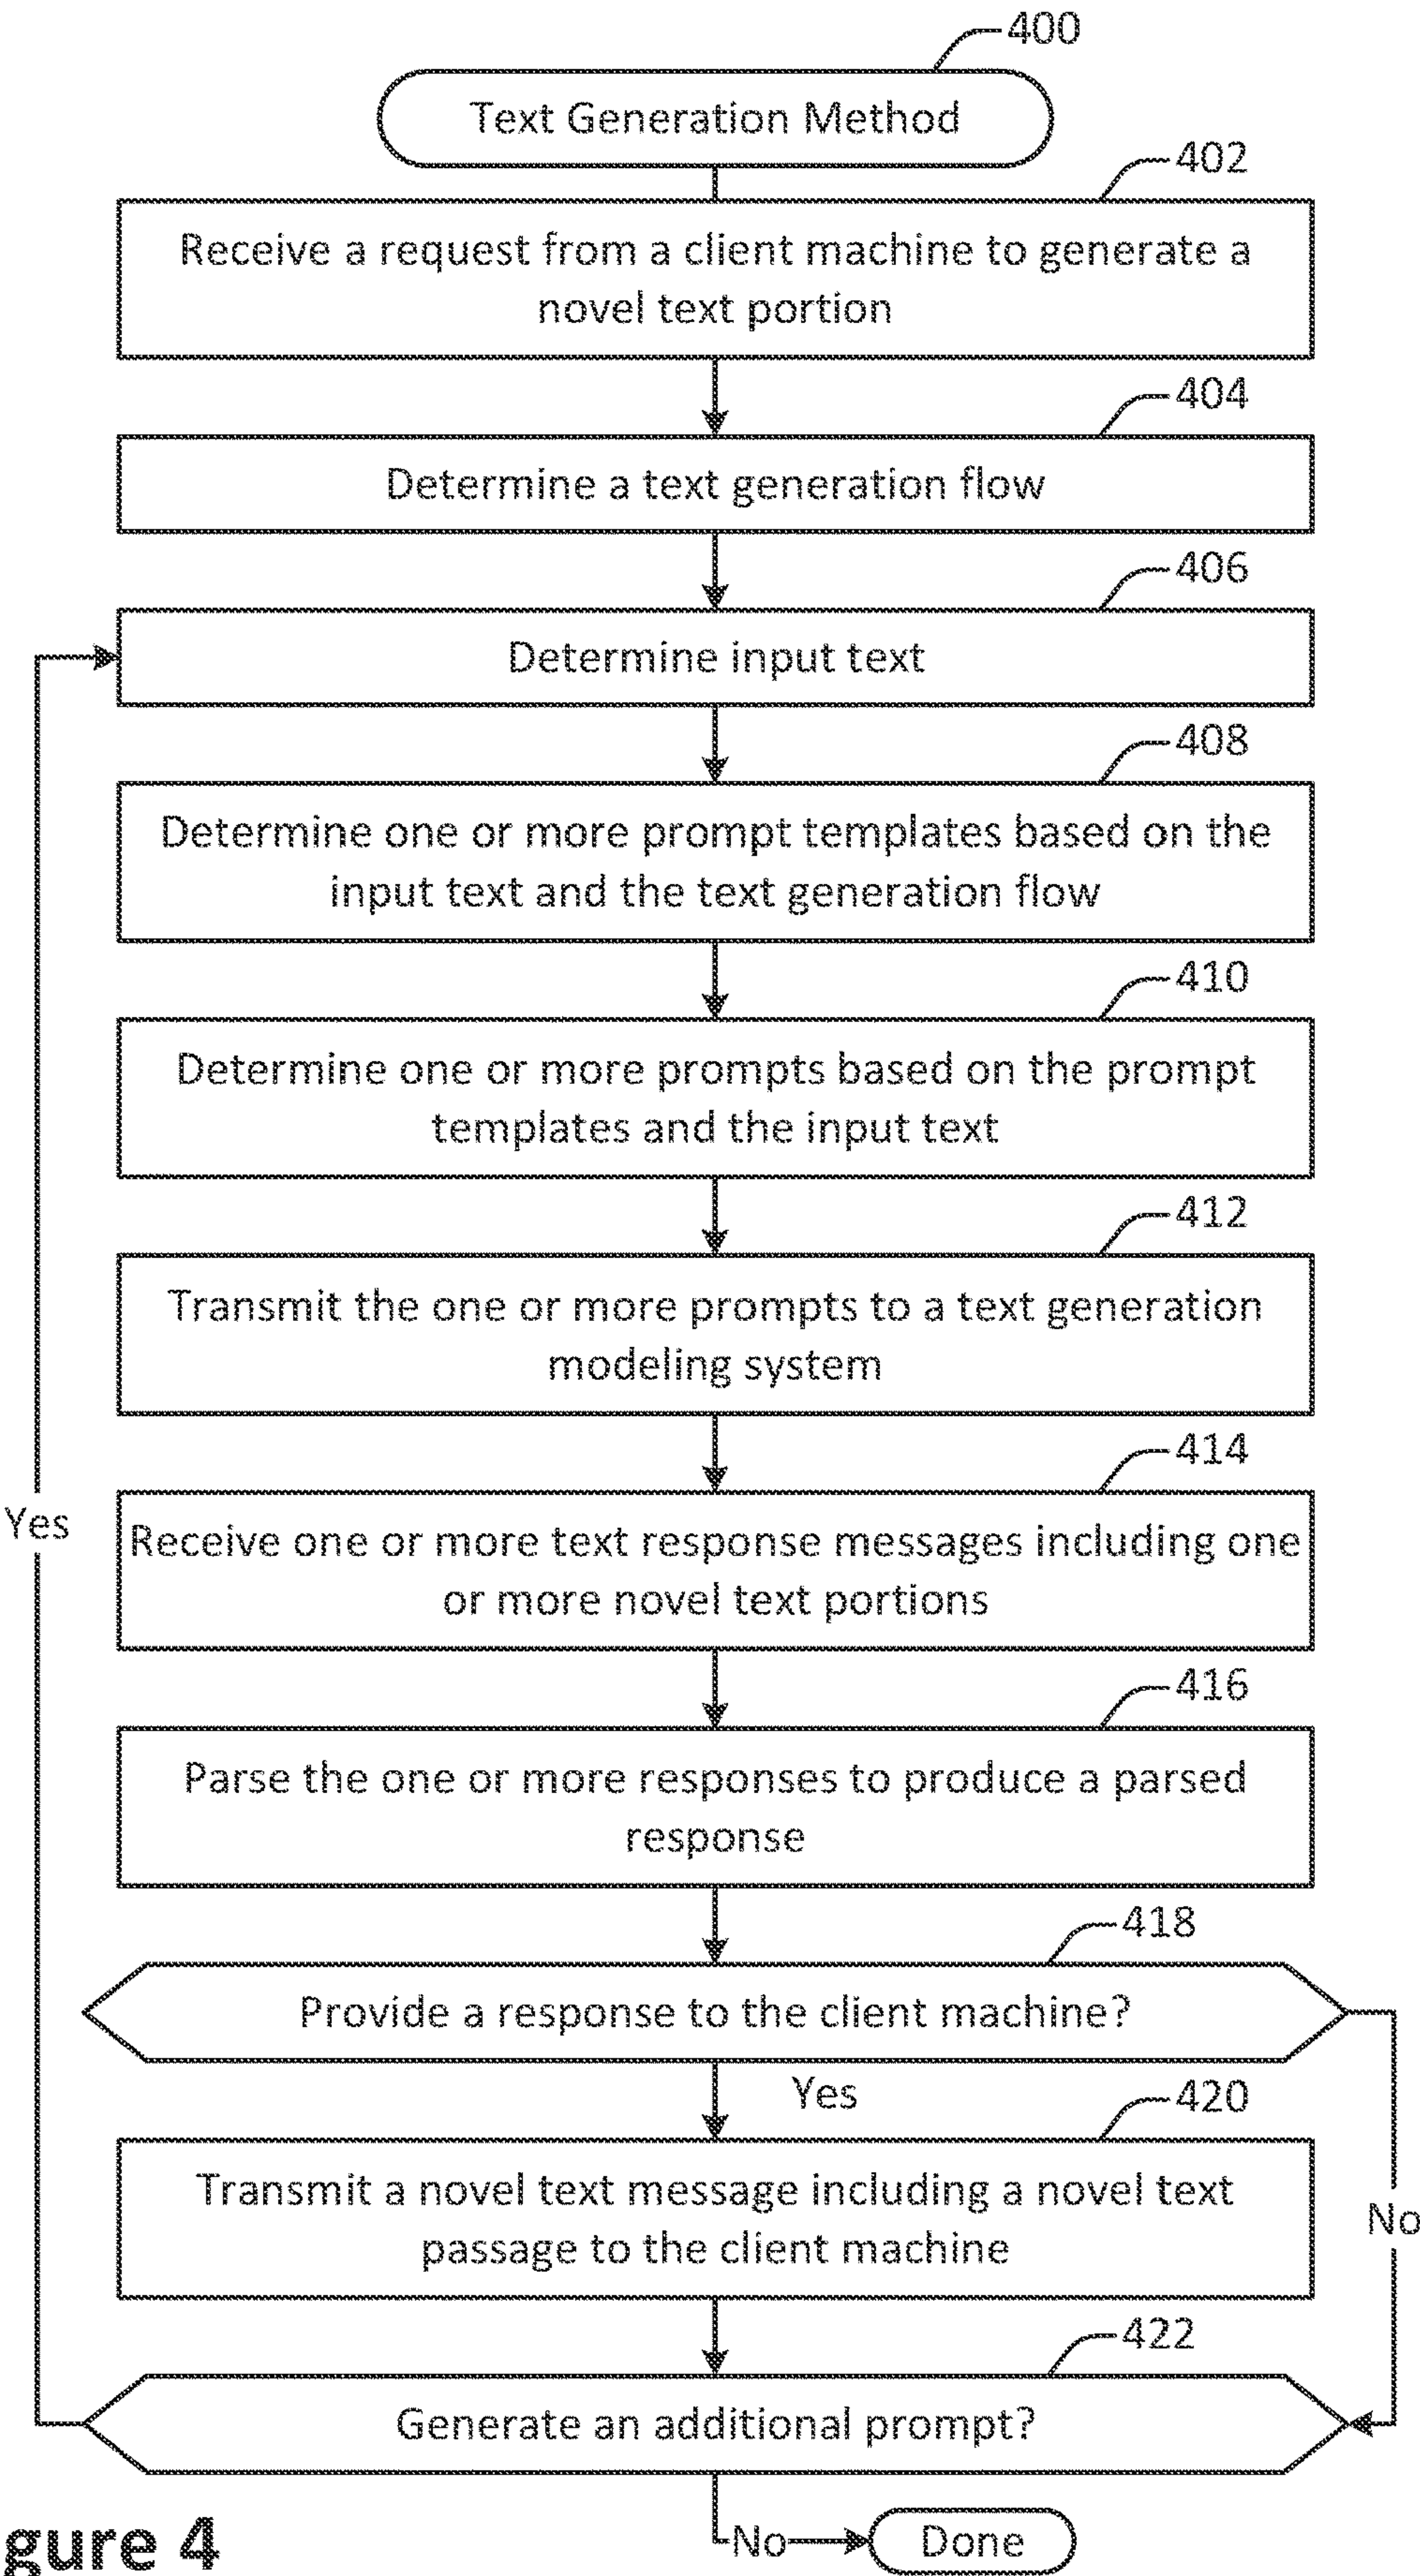 400
Text Generation Method
402
Receive a request from a client machine to generate a
novel text portion
404
Determine a text generation flow
406
Determine input text
408
Determine one or more prompt templates based on the
input text and the text generation flow
410
Determine one or more prompts based on the prompt
templates and the input text
412
Transmit the one or more prompts to a text generation
modeling system
414
Yes
Receive one or more text response messages including one
or more novel text portions
416
Parse the one or more responses to produce a parsed
response
418
Provide a response to the client machine?
Yes
420
Transmit a novel text message including a novel text
passage to the client machine
No
422
Generate an additional prompt?
No
Done
gure 4